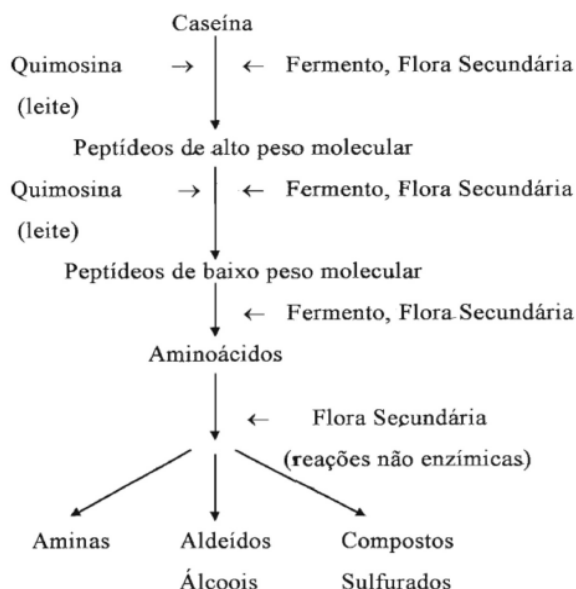 Caseína
Quimosina → ← Fermento, Flora Secundária
(leite)
Peptídeos de alto peso molecular
Quimosina → ← Fermento, Flora Secundária
(leite)
Peptídeos de baixo peso molecular
← Fermento, Flora Secundária
Aminoácidos
← Flora Secundária
(reações não enzímicas)
Aminas Aldeídos Compostos
Álcoois Sulfurados